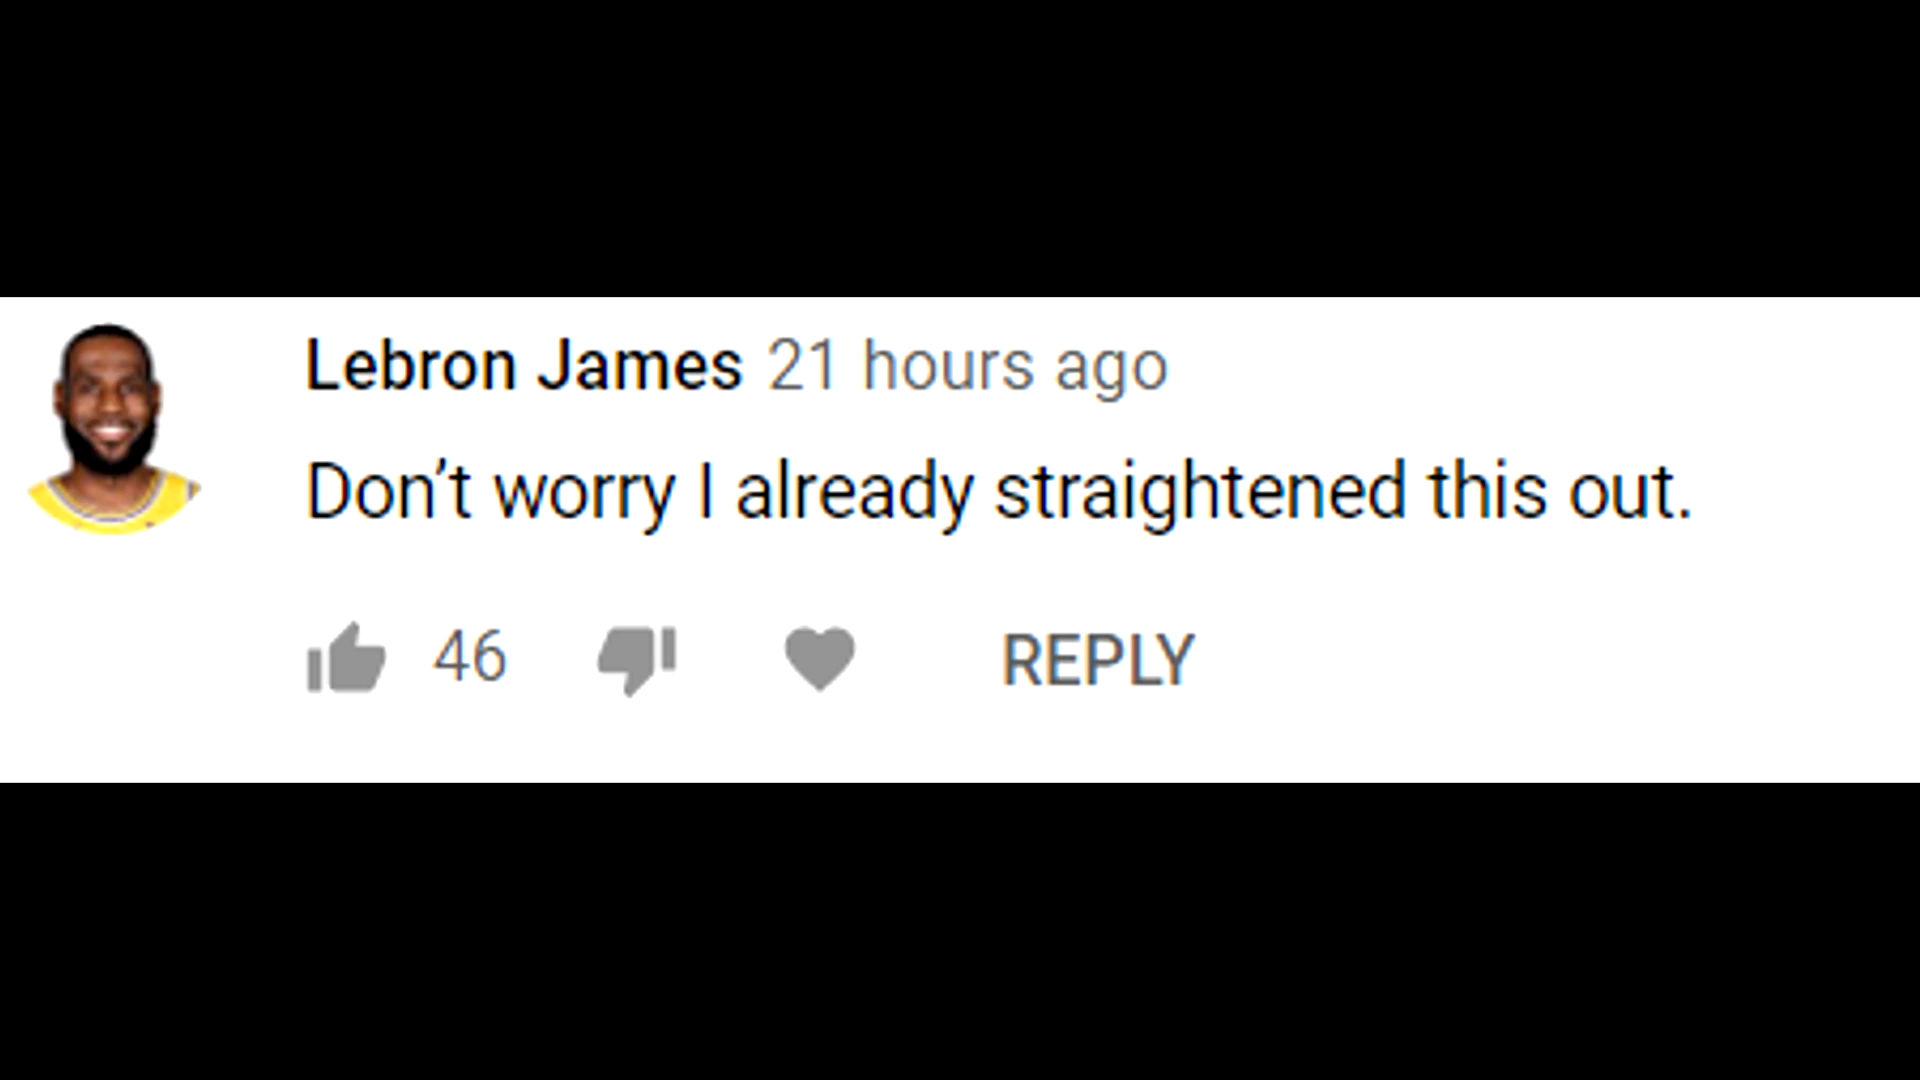 Lebron James 21 hours ago
Don’t worry I already straightened this out.
46 REPLY